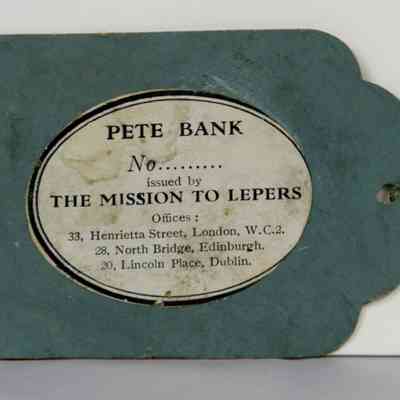 PETE BANK
No.........
issued by
THE MISSION TO LEPERS
Offices :
33, Henrietta Street, London, W.C.2.
28, North Bridge, Edinburgh.
20, Lincoln Place, Dublin.